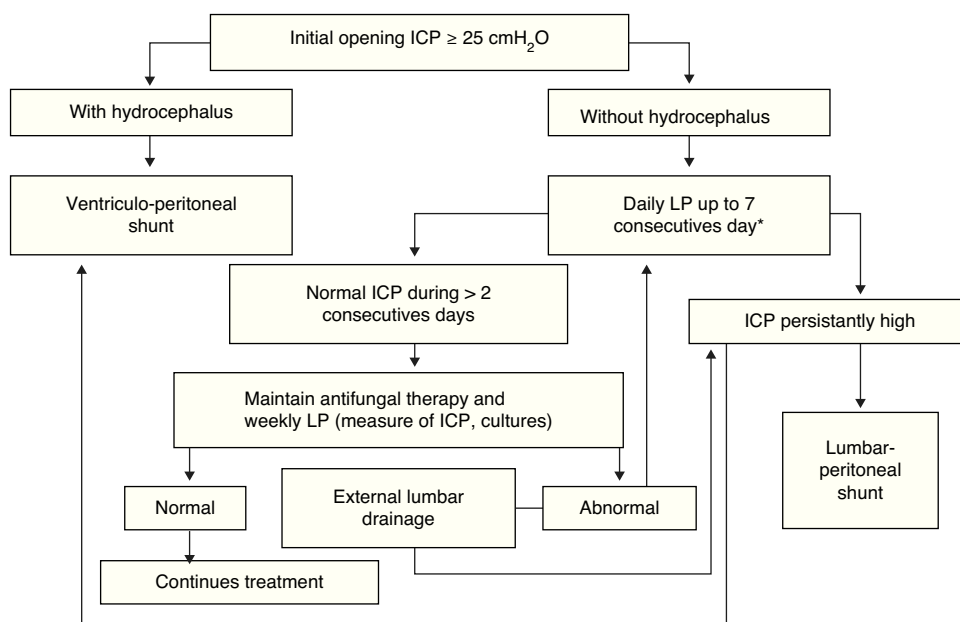 Initial opening ICP ≥ 25 cmH₂O
With hydrocephalus
Without hydrocephalus
Ventriculo-peritoneal
shunt
Daily LP up to 7
consecutives day*
Normal ICP during > 2
consecutives days
ICP persistantly high
Maintain antifungal therapy and
weekly LP (measure of ICP, cultures)
Lumbar-
peritoneal
shunt
Normal
External lumbar
drainage
Abnormal
Continues treatment